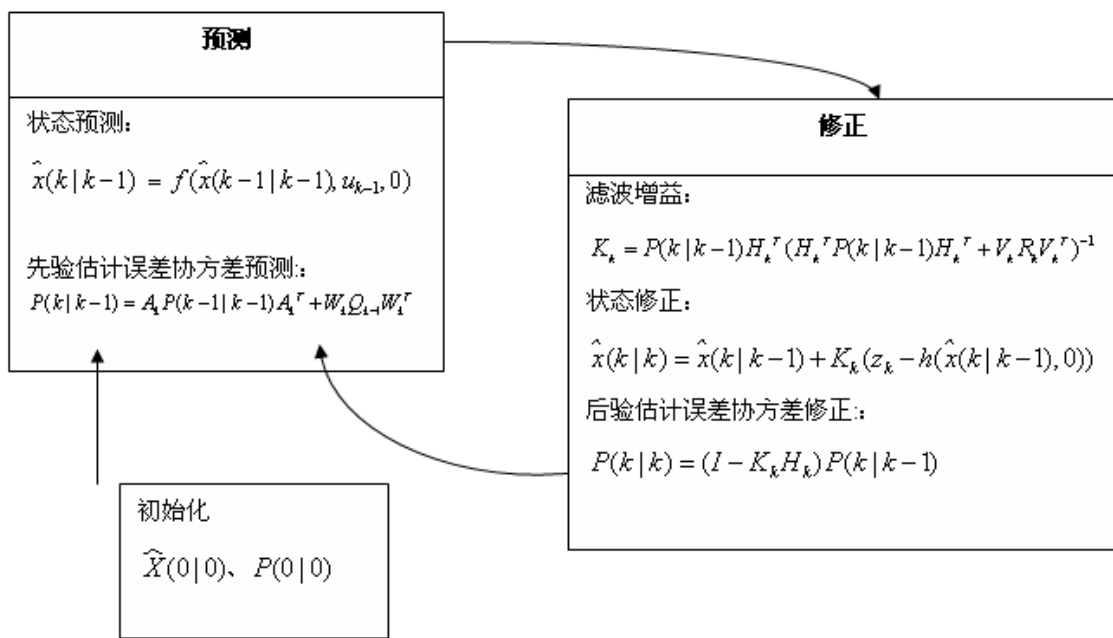 预测
状态预测：
x̂(k|k-1) = f(x̂(k-1|k-1), u_{k-1}, 0)
先验估计误差协方差预测:：
P(k|k-1) = A_k P(k-1|k-1) A_k^T + W_k Q_{k-1} W_k^T
初始化
X̂(0|0)、P(0|0)
修正
滤波增益：
K_k = P(k|k-1) H_k^T (H_k^T P(k|k-1) H_k^T + V_k R_k V_k^T)^{-1}
状态修正：
x̂(k|k) = x̂(k|k-1) + K_k (z_k - h(x̂(k|k-1), 0))
后验估计误差协方差修正:：
P(k|k) = (I - K_k H_k) P(k|k-1)